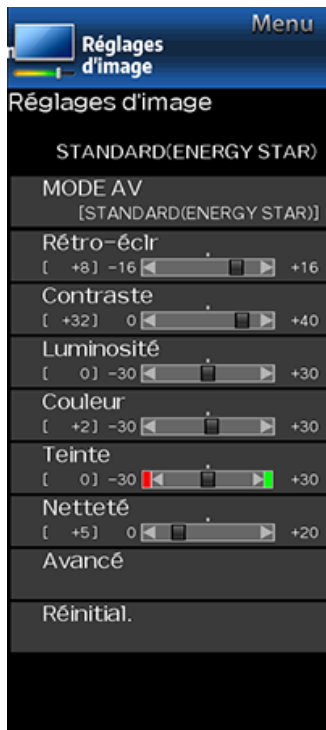 Menu
Réglages
d'image
Réglages d'image
STANDARD(ENERGY STAR)
MODE AV
[STANDARD(ENERGY STAR)]
Rétro-éclr
[ +8] -16 +16
Contraste
[ +32] 0 +40
Luminosité
[ 0] -30 +30
Couleur
[ +2] -30 +30
Teinte
[ 0] -30 +30
Netteté
[ +5] 0 +20
Avancé
Réinitial.